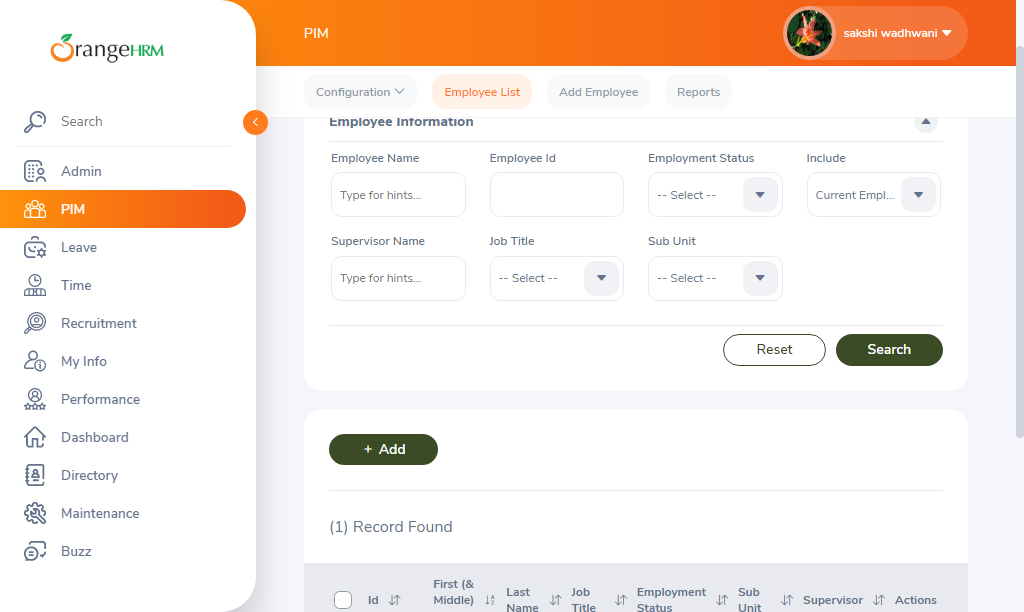 OrangeHRM
PIM
sakshi wadhwani
Search
Admin
PIM
Leave
Time
Recruitment
My Info
Performance
Dashboard
Directory
Maintenance
Buzz
Configuration
Employee List
Add Employee
Reports
Employee Information
Employee Name
Employee Id
Employment Status
Include
Type for hints...
-- Select --
Current Empl...
Supervisor Name
Job Title
Sub Unit
Type for hints...
-- Select --
-- Select --
Reset
Search
+ Add
(1) Record Found
Id
First (&
Middle)
Last
Name
Job
Title
Employment
Status
Sub
Unit
Supervisor
Actions